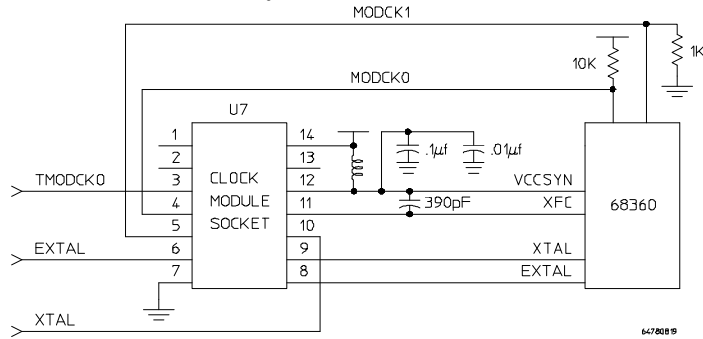 MODCK1
1K
10K
MODCK0
U7
1 14
2 13
3 CLOCK 12
4 MODULE 11
5 SOCKET 10
6 9
7 8
.1µf
.01µf
TMODCK0
VCCSYN
390pF
XFC
68360
EXTAL
XTAL
EXTAL
XTAL
64780819